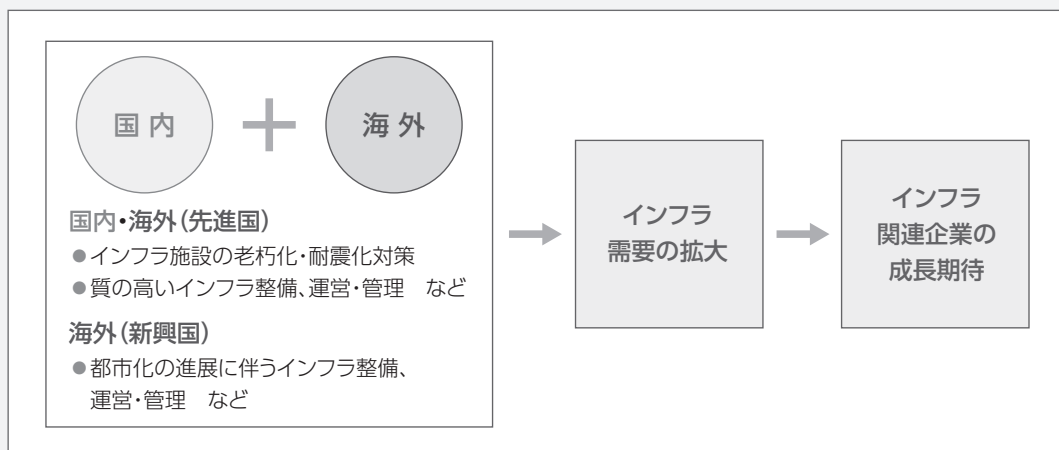 国内
海外
国内・海外（先進国）
●インフラ施設の老朽化・耐震化対策
●質の高いインフラ整備、運営・管理　など
海外（新興国）
●都市化の進展に伴うインフラ整備、
運営・管理　など
インフラ
需要の拡大
インフラ
関連企業の
成長期待